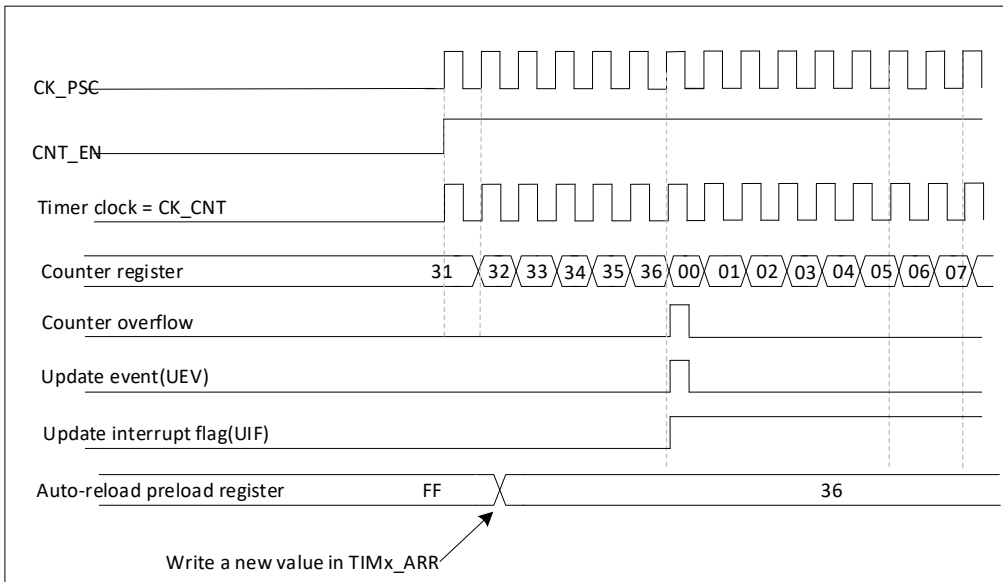 CK_PSC
CNT_EN
Timer clock = CK_CNT
Counter register 31 32 33 34 35 36 00 01 02 03 04 05 06 07
Counter overflow
Update event(UEV)
Update interrupt flag(UIF)
Auto-reload preload register FF 36
Write a new value in TIMx_ARR